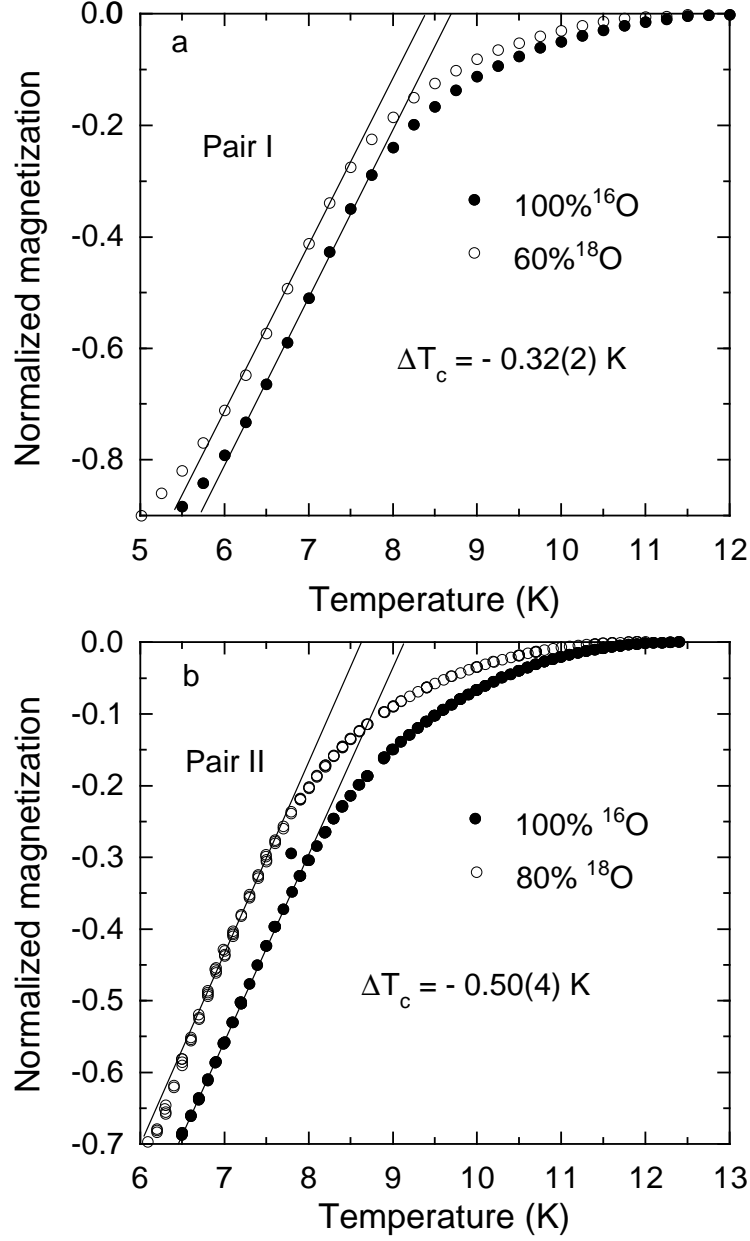 0.0
a
-0.2
Pair I
100%¹⁶O
-0.4
60%¹⁸O
Normalized magnetization
-0.6
ΔT_c = - 0.32(2) K
-0.8
5 6 7 8 9 10 11 12
Temperature (K)
0.0
b
-0.1
Pair II
-0.2
100% ¹⁶O
-0.3
80% ¹⁸O
Normalized magnetization
-0.4
ΔT_c = - 0.50(4) K
-0.5
-0.6
-0.7
6 7 8 9 10 11 12 13
Temperature (K)